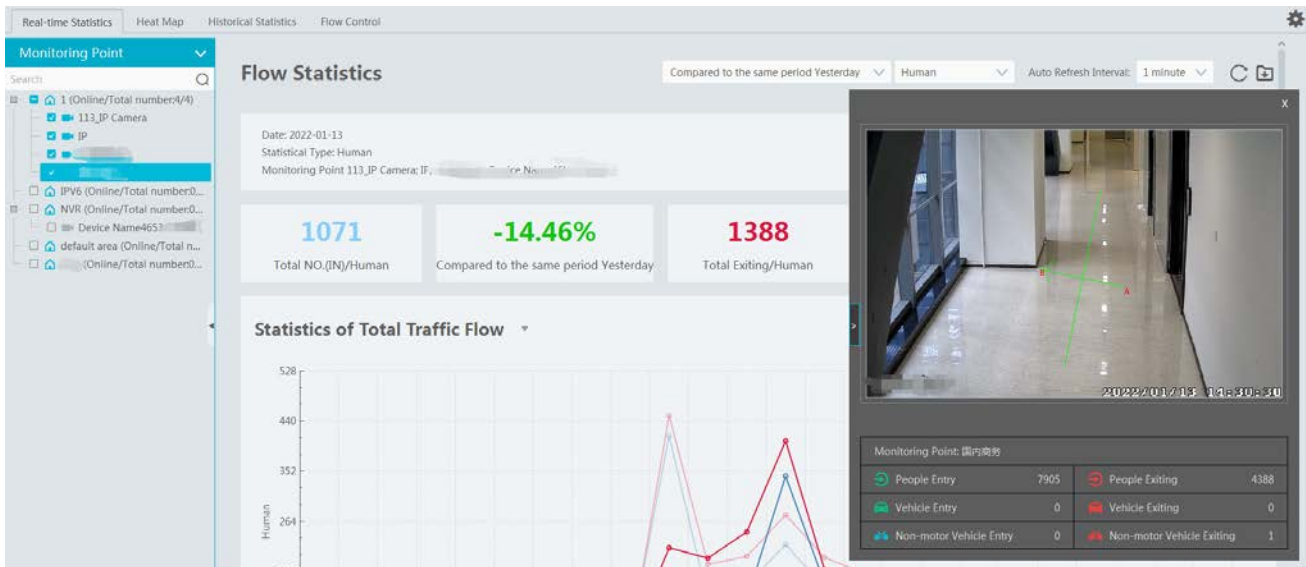 Real-time Statistics Heat Map Historical Statistics Flow Control
Monitoring Point
Search
1 (Online/Total number:4/4)
113_IP Camera
IP
IPV6 (Online/Total number:0...
NVR (Online/Total number:0...
Device Name4653
default area (Online/Total n...
(Online/Total number:0...
Flow Statistics
Compared to the same period Yesterday Human Auto Refresh Interval: 1 minute
Date: 2022-01-13
Statistical Type: Human
Monitoring Point 113_IP Camera; IF,
1071
Total NO.(IN)/Human
-14.46%
Compared to the same period Yesterday
1388
Total Exiting/Human
Statistics of Total Traffic Flow
528
440
352
264
Human
X
B
A
2022/01/13 14:30:30
Monitoring Point: 国内商务
People Entry 7905 People Exiting 4388
Vehicle Entry 0 Vehicle Exiting 0
Non-motor Vehicle Entry 0 Non-motor Vehicle Exiting 1